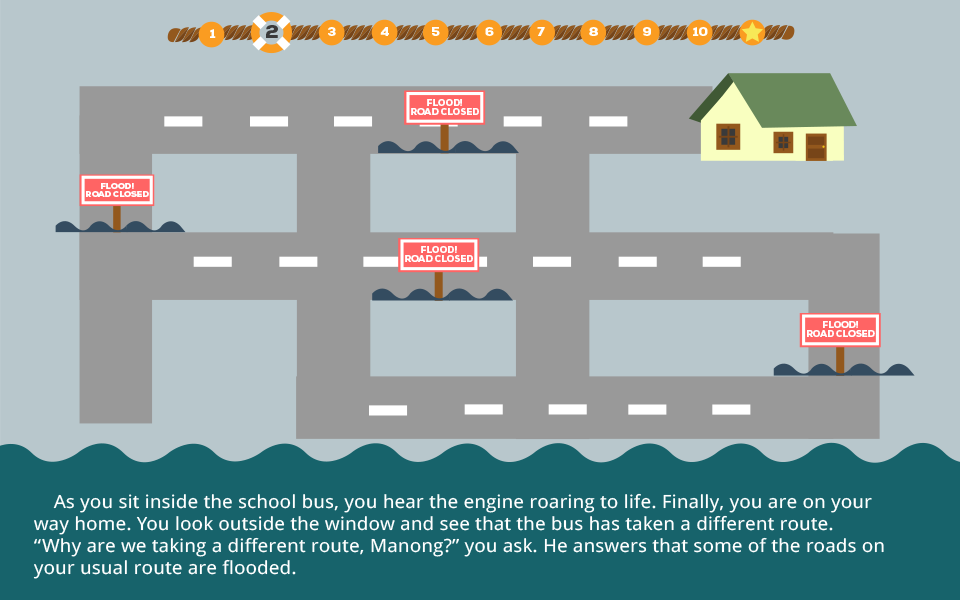 1 2 3 4 5 6 7 8 9 10
FLOOD!
ROAD CLOSED
FLOOD!
ROAD CLOSED
FLOOD!
ROAD CLOSED
FLOOD!
ROAD CLOSED
As you sit inside the school bus, you hear the engine roaring to life. Finally, you are on your
way home. You look outside the window and see that the bus has taken a different route.
“Why are we taking a different route, Manong?” you ask. He answers that some of the roads on
your usual route are flooded.